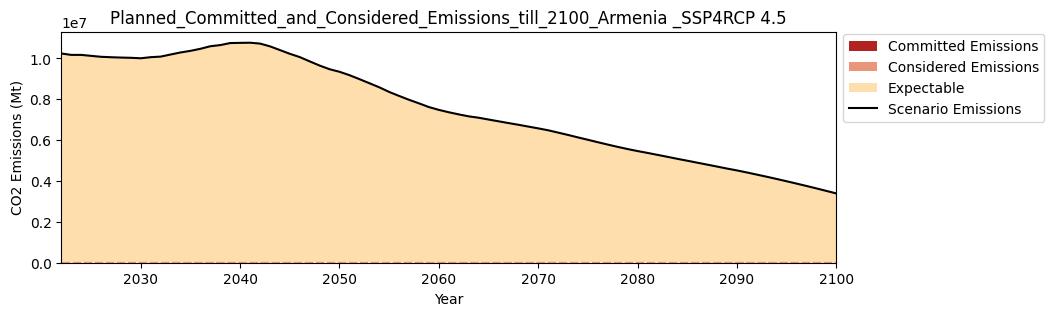 Planned_Committed_and_Considered_Emissions_till_2100_Armenia _SSP4RCP 4.5
1e7
1.0
0.8
0.6
0.4
0.2
0.0
CO2 Emissions (Mt)
2030 2040 2050 2060 2070 2080 2090 2100
Year
Committed Emissions
Considered Emissions
Expectable
Scenario Emissions